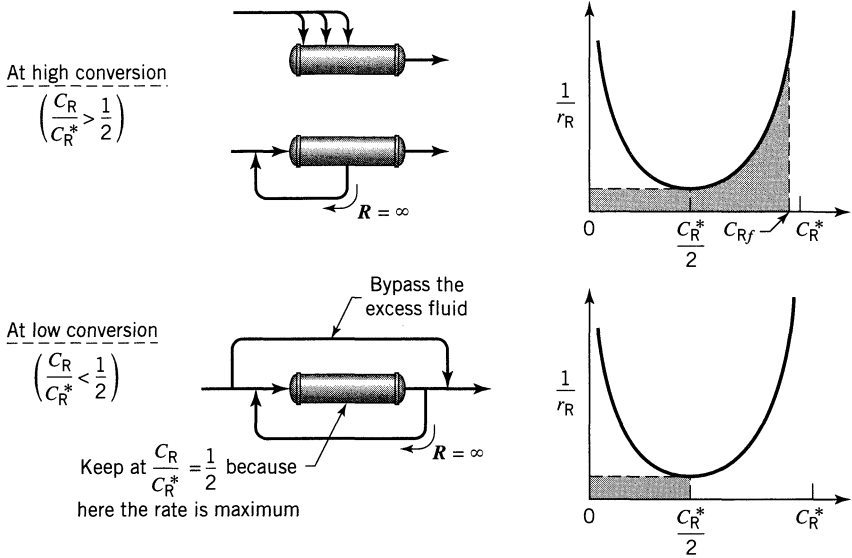 At high conversion
(C_R/C_R* > 1/2)
R = ∞
1/r_R
0
C_R*/2
C_Rf
C_R*
Bypass the
excess fluid
At low conversion
(C_R/C_R* < 1/2)
R = ∞
Keep at C_R/C_R* = 1/2 because
here the rate is maximum
1/r_R
0
C_R*/2
C_R*